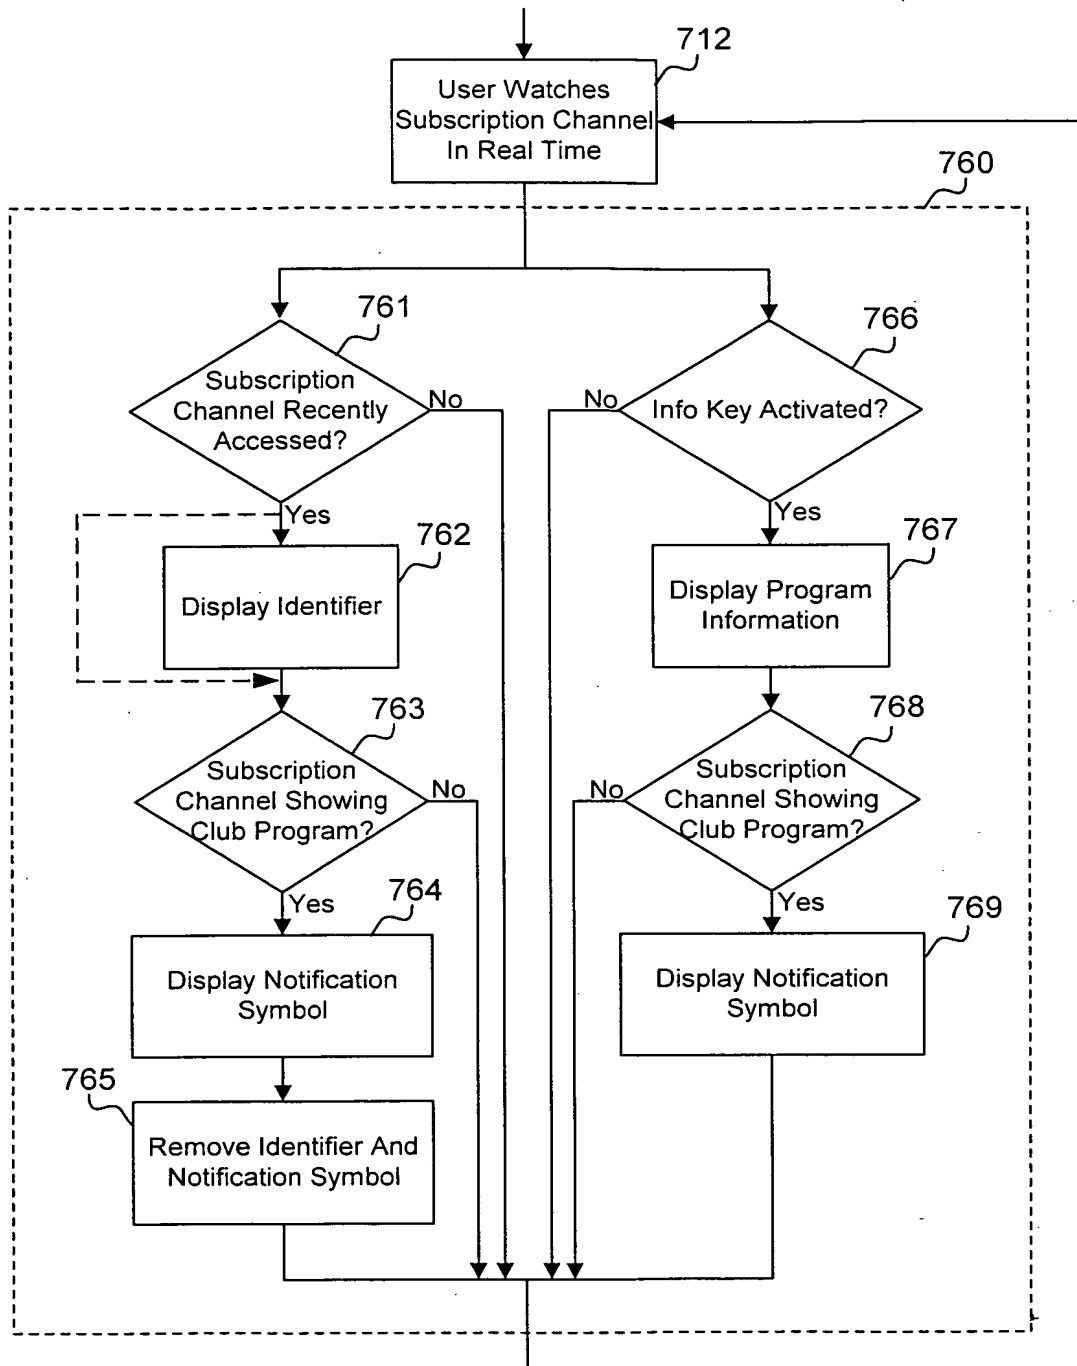 712
User Watches
Subscription Channel
In Real Time
760
761
Subscription
Channel Recently
Accessed?
No
Yes
766
Info Key Activated?
No
Yes
762
Display Identifier
767
Display Program
Information
763
Subscription
Channel Showing
Club Program?
No
Yes
768
Subscription
Channel Showing
Club Program?
No
Yes
764
Display Notification
Symbol
769
Display Notification
Symbol
765
Remove Identifier And
Notification Symbol